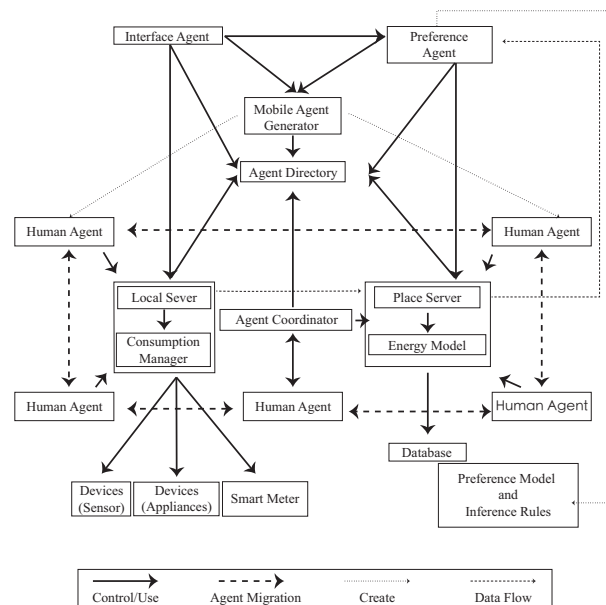 Interface Agent
Preference
Agent
Mobile Agent
Generator
Agent Directory
Human Agent
Human Agent
Local Sever
Place Server
Agent Coordinator
Consumption
Manager
Energy Model
Human Agent
Human Agent
Human Agent
Database
Devices
(Sensor)
Devices
(Appliances)
Smart Meter
Preference Model
and
Inference Rules
Control/Use
Agent Migration
Create
Data Flow